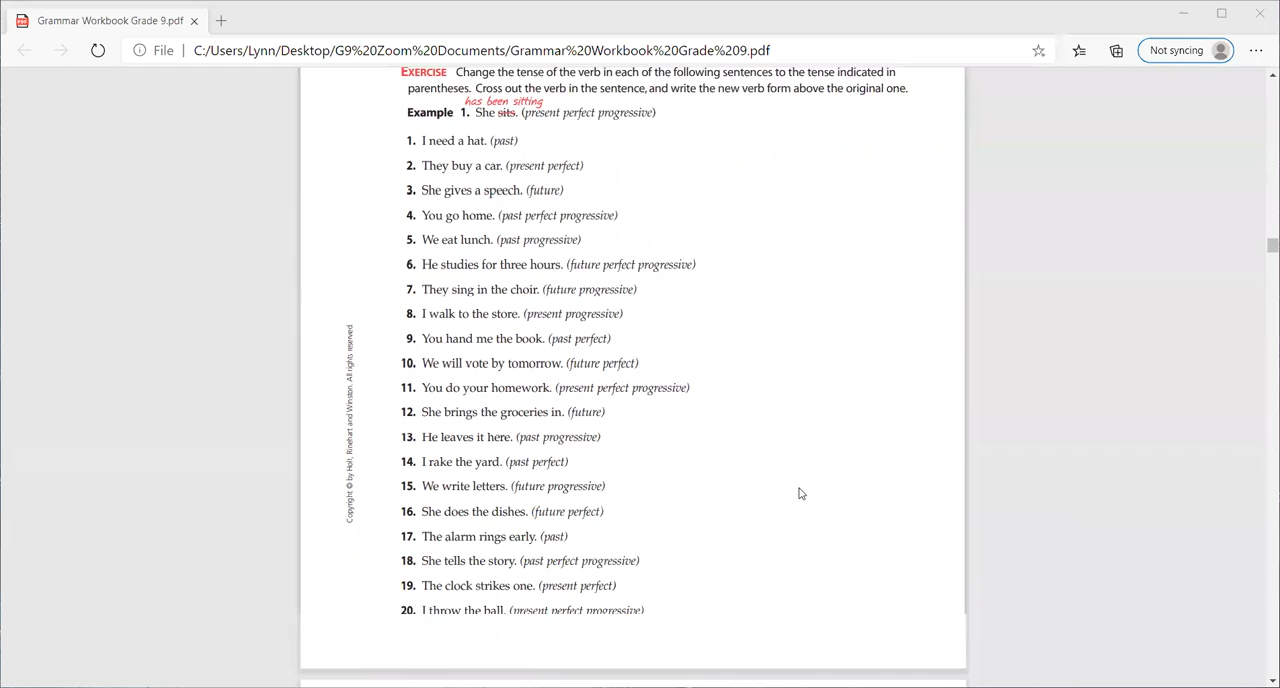 Grammar Workbook Grade 9.pdf
File | C:/Users/Lynn/Desktop/G9%20Zoom%20Documents/Grammar%20Workbook%20Grade%209.pdf
Not syncing
EXERCISE Change the tense of the verb in each of the following sentences to the tense indicated in
parentheses. Cross out the verb in the sentence, and write the new verb form above the original one.
has been sitting
Example 1. She sits. (present perfect progressive)
1. I need a hat. (past)
2. They buy a car. (present perfect)
3. She gives a speech. (future)
4. You go home. (past perfect progressive)
5. We eat lunch. (past progressive)
6. He studies for three hours. (future perfect progressive)
7. They sing in the choir. (future progressive)
8. I walk to the store. (present progressive)
9. You hand me the book. (past perfect)
10. We will vote by tomorrow. (future perfect)
11. You do your homework. (present perfect progressive)
12. She brings the groceries in. (future)
13. He leaves it here. (past progressive)
14. I rake the yard. (past perfect)
15. We write letters. (future progressive)
16. She does the dishes. (future perfect)
17. The alarm rings early. (past)
18. She tells the story. (past perfect progressive)
19. The clock strikes one. (present perfect)
20. I throw the ball. (present perfect progressive)
Copyright © by Holt, Rinehart and Winston. All rights reserved.